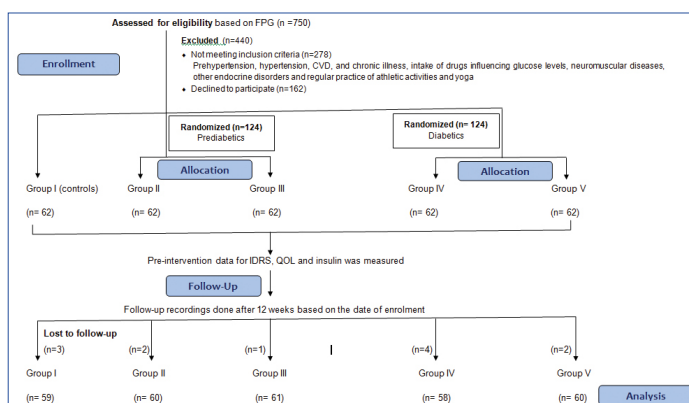 Assessed for eligibility based on FPG (n =750)
Excluded (n=440)
• Not meeting inclusion criteria (n=278)
Prehypertension, hypertension, CVD, and chronic illness, intake of drugs influencing glucose levels, neuromuscular diseases,
other endocrine disorders and regular practice of athletic activities and yoga
• Declined to participate (n=162)
Enrollment
Randomized (n=124)
Prediabetics
Randomized (n= 124)
Diabetics
Allocation
Allocation
Group I (controls)
Group II
Group III
Group IV
Group V
(n= 62)
(n= 62)
(n= 62)
(n= 62)
(n= 62)
Pre-intervention data for IDRS, QOL and insulin was measured
Follow-Up
Follow-up recordings done after 12 weeks based on the date of enrolment
Lost to follow-up
(n=3)
(n=2)
(n=1)
(n=4)
(n=2)
Group I
Group II
Group III
Group IV
Group V
(n= 59)
(n= 60)
(n= 61)
(n= 58)
(n= 60)
Analysis